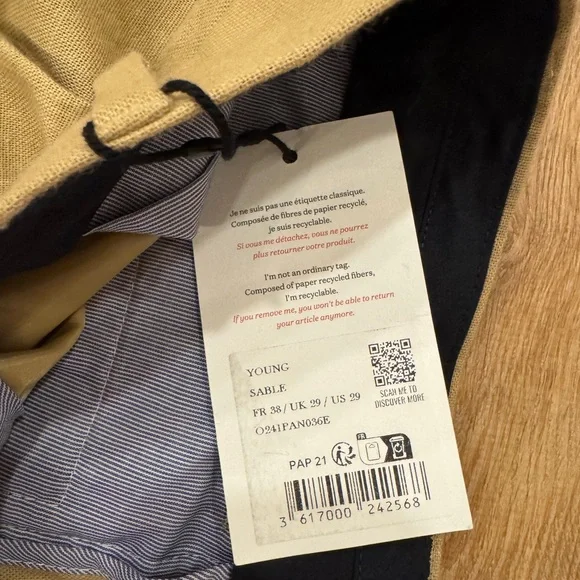 Je ne suis pas une étiquette classique.
Composée de fibres de papier recyclé,
je suis recyclable.
Si vous me détachez, vous ne pourrez
plus retourner votre produit.
I'm not an ordinary tag.
Composed of paper recycled fibers,
I'm recyclable.
If you remove me, you won't be able to return
your article anymore.
YOUNG
SABLE
FR 38 / UK 29 / US 29
O241PAN036E
SCAN ME TO
DISCOVER MORE
PAP 21
FR
3 617000 242568